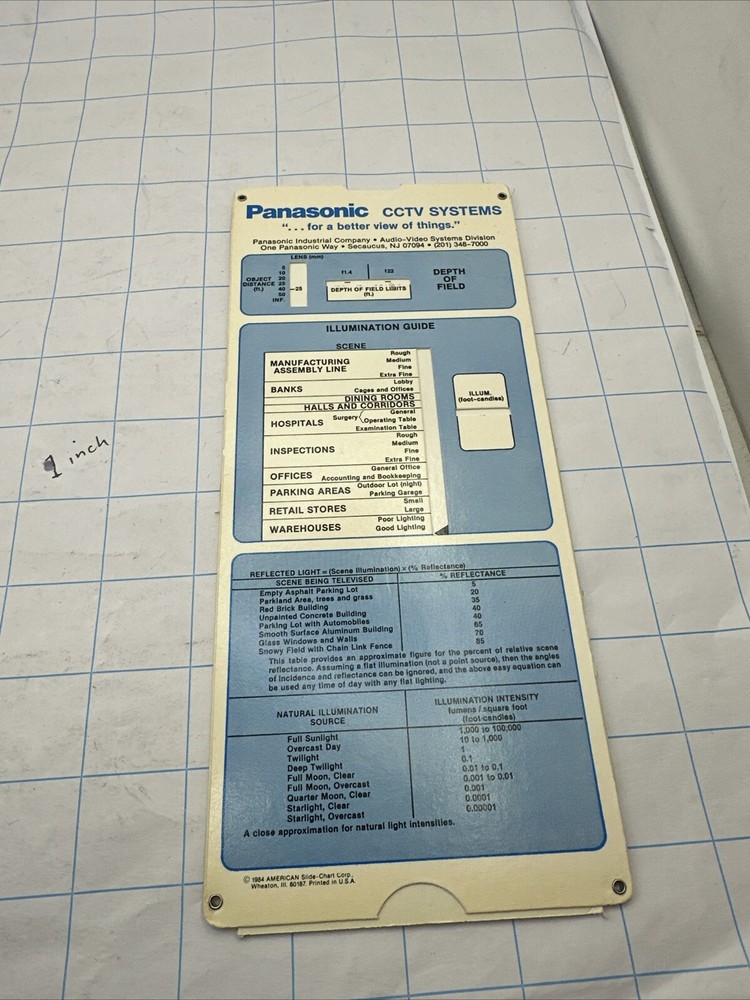 Panasonic CCTV SYSTEMS
"... for a better view of things."
Panasonic Industrial Company • Audio-Video Systems Division
One Panasonic Way • Secaucus, NJ 07094 • (201) 348-7000
LENS (mm)
OBJECT DISTANCE (ft.)
5
10
20
25
40
50
INF.
25
f1.4 f22
DEPTH OF FIELD LIMITS
(ft.)
DEPTH OF FIELD
ILLUMINATION GUIDE
SCENE
MANUFACTURING ASSEMBLY LINE
Rough
Medium
Fine
Extra Fine
BANKS
Lobby
Cages and Offices
DINING ROOMS
HALLS AND CORRIDORS
HOSPITALS
General
Surgery Operating Table
Examination Table
INSPECTIONS
Rough
Medium
Fine
Extra Fine
OFFICES
General Office
Accounting and Bookkeeping
PARKING AREAS
Outdoor Lot (night)
Parking Garage
RETAIL STORES
Small
Large
WAREHOUSES
Poor Lighting
Good Lighting
ILLUM.
(foot-candles)
1 inch
REFLECTED LIGHT = (Scene Illumination) x (% Reflectance)
SCENE BEING TELEVISED % REFLECTANCE
Empty Asphalt Parking Lot 5
Parkland Area, trees and grass 20
Red Brick Building 35
Unpainted Concrete Building 40
Parking Lot with Automobiles 40
Smooth Surface Aluminum Building 65
Glass Windows and Walls 70
Snowy Field with Chain Link Fence 85
This table provides an approximate figure for the percent of relative scene
reflectance. Assuming a flat illumination (not a point source), then the angles
of incidence and reflectance can be ignored, and the above easy equation can
be used any time of day with any flat lighting.
NATURAL ILLUMINATION SOURCE
ILLUMINATION INTENSITY
lumens / square foot
(foot-candles)
Full Sunlight 1,000 to 100,000
Overcast Day 10 to 1,000
Twilight 1
Deep Twilight 0.1
Full Moon, Clear 0.01 to 0.1
Full Moon, Overcast 0.001 to 0.01
Quarter Moon, Clear 0.001
Starlight, Clear 0.0001
Starlight, Overcast 0.00001
A close approximation for natural light intensities.
© 1984 AMERICAN Slide-Chart Corp.,
Wheaton, Ill. 60187. Printed in U.S.A.